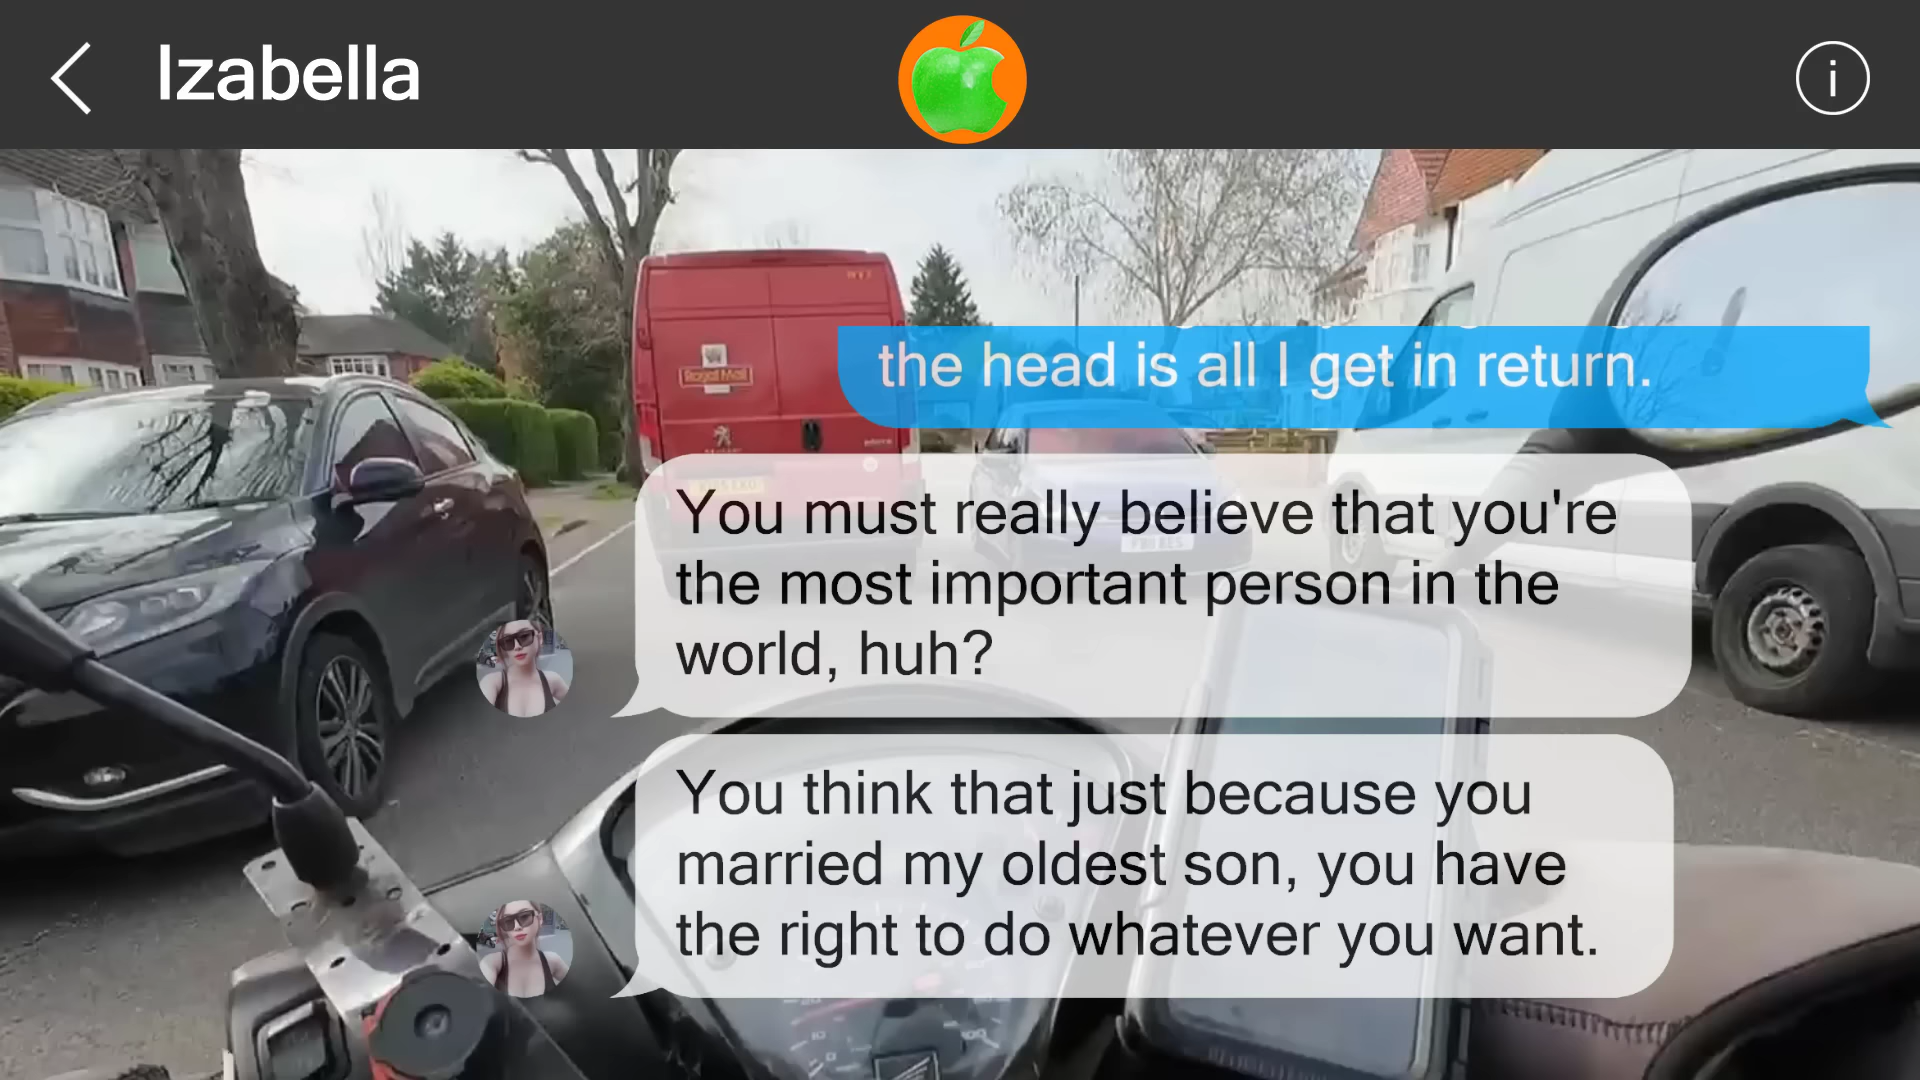 Izabella
i
the head is all I get in return.
Royal Mail
You must really believe that you're
the most important person in the
world, huh?
You think that just because you
married my oldest son, you have
the right to do whatever you want.